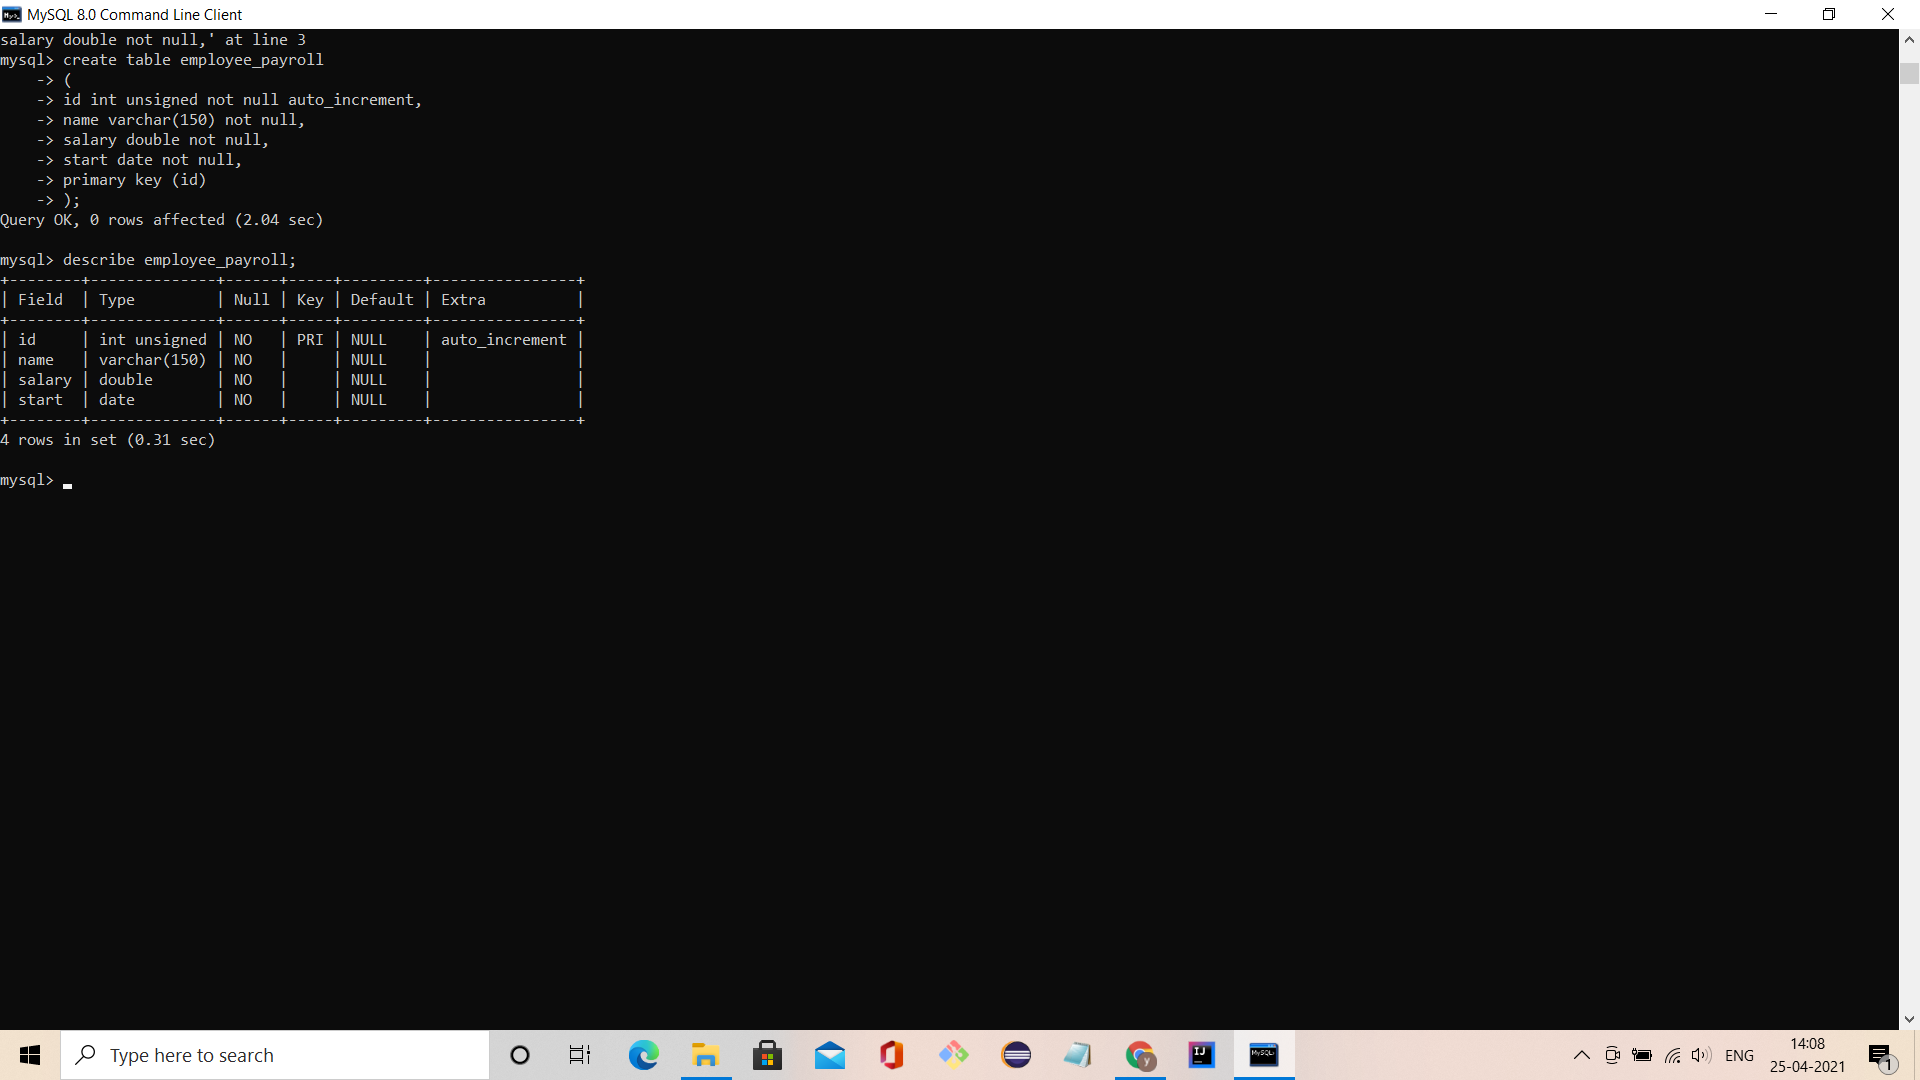 MySQL 8.0 Command Line Client
salary double not null,' at line 3
mysql> create table employee_payroll
    -> (
    -> id int unsigned not null auto_increment,
    -> name varchar(150) not null,
    -> salary double not null,
    -> start date not null,
    -> primary key (id)
    -> );
Query OK, 0 rows affected (2.04 sec)
mysql> describe employee_payroll;
+--------+--------------+------+-----+---------+----------------+
| Field  | Type         | Null | Key | Default | Extra          |
+--------+--------------+------+-----+---------+----------------+
| id     | int unsigned | NO   | PRI | NULL    | auto_increment |
| name   | varchar(150) | NO   |     | NULL    |                |
| salary | double       | NO   |     | NULL    |                |
| start  | date         | NO   |     | NULL    |                |
+--------+--------------+------+-----+---------+----------------+
4 rows in set (0.31 sec)
mysql>
Type here to search
y
IJ
MySQL
ENG
14:08
25-04-2021
1